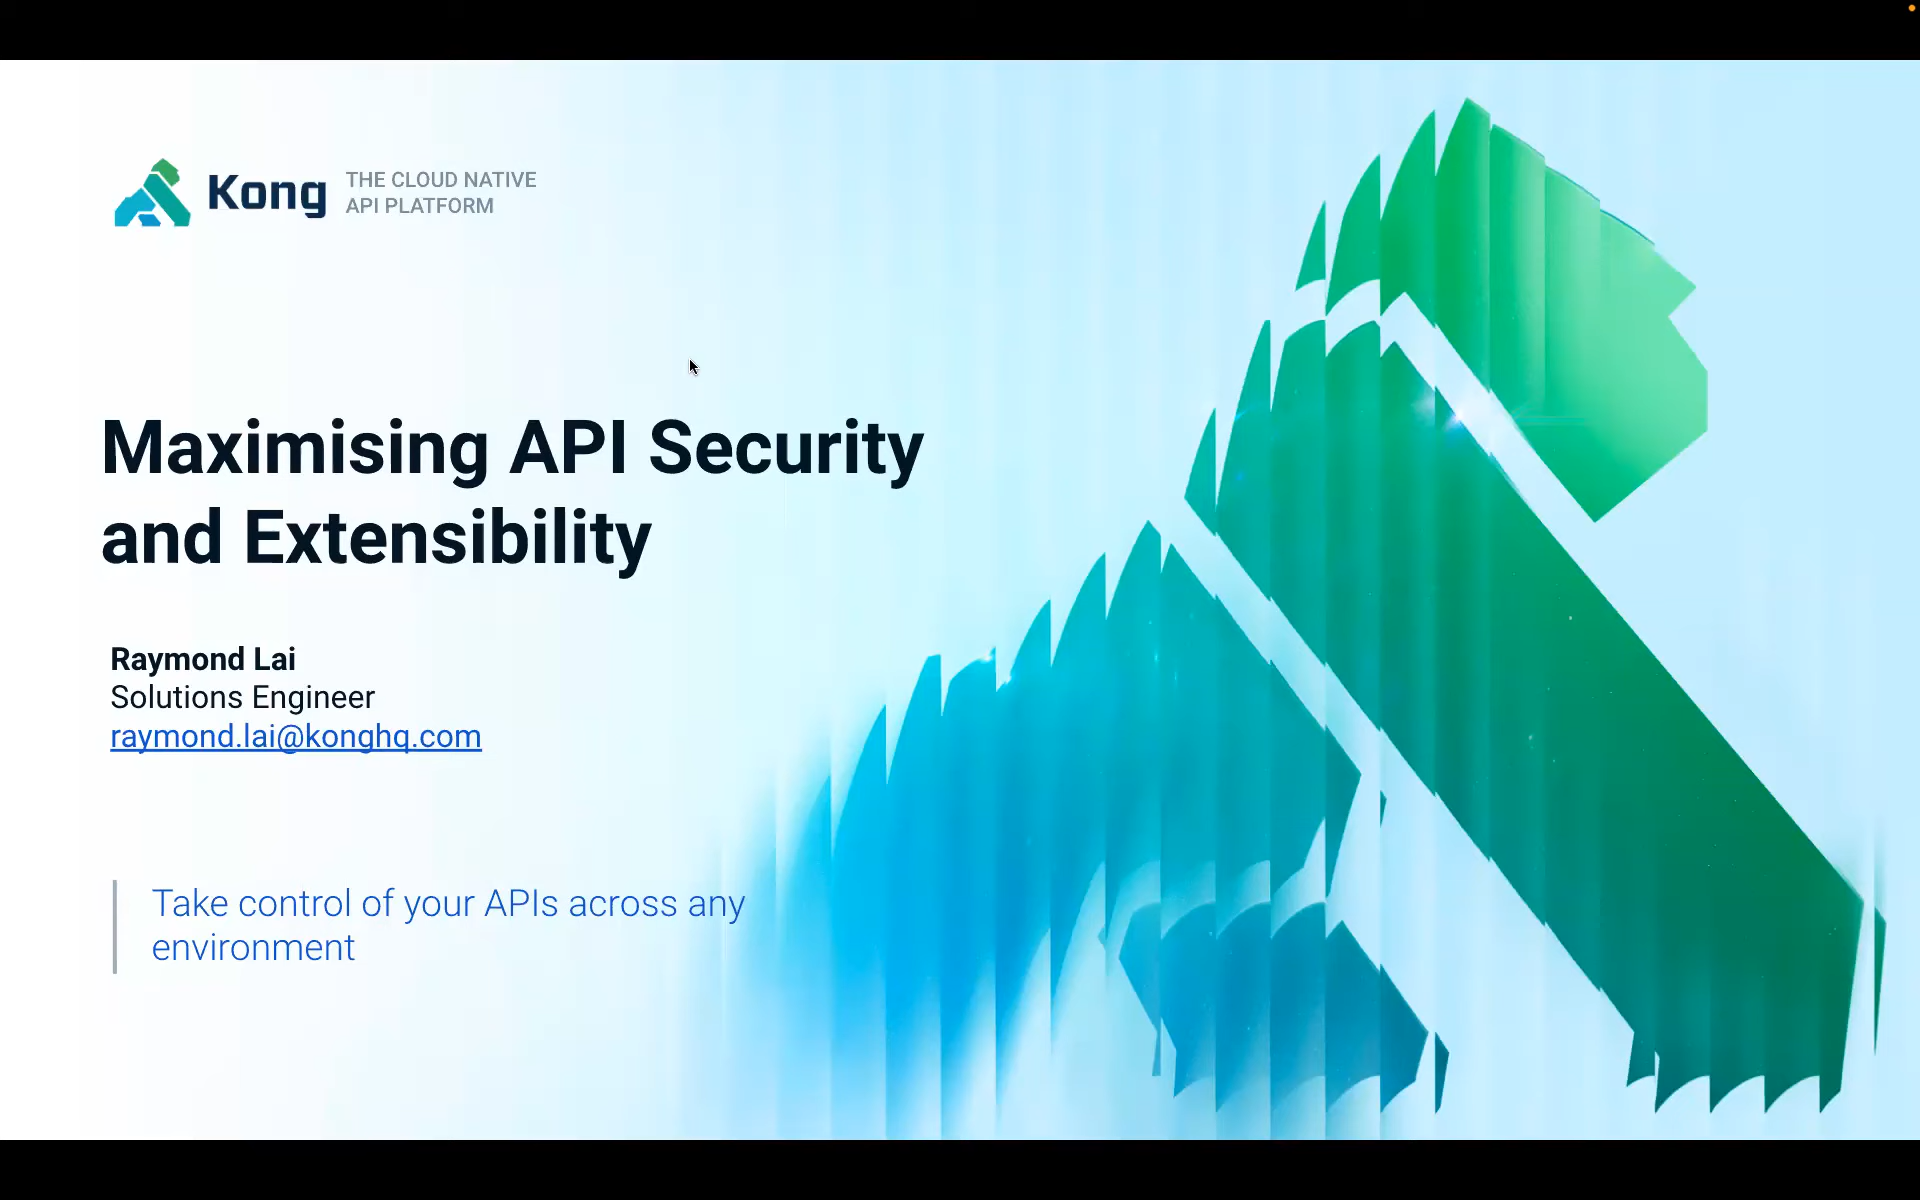 Kong
THE CLOUD NATIVE
API PLATFORM
Maximising API Security
and Extensibility
Raymond Lai
Solutions Engineer
raymond.lai@konghq.com
Take control of your APIs across any
environment